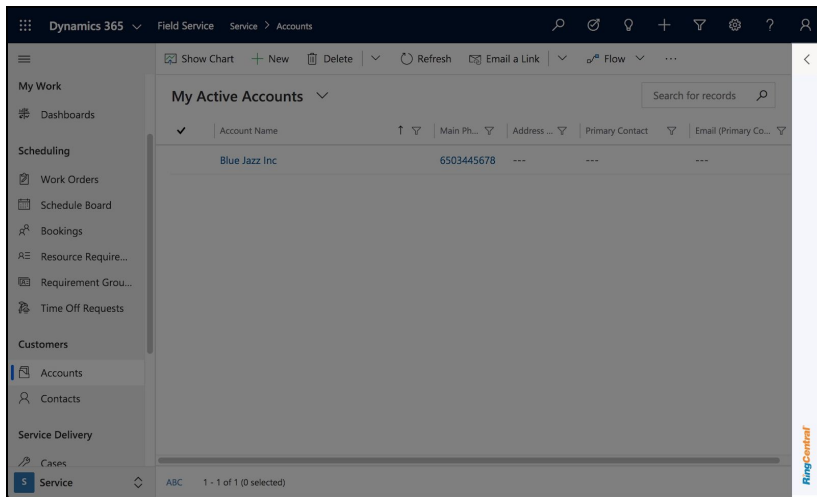 Dynamics 365 Field Service Service > Accounts
Show Chart + New Delete Refresh Email a Link Flow ...
My Work
Dashboards
Scheduling
Work Orders
Schedule Board
Bookings
Resource Require...
Requirement Grou...
Time Off Requests
Customers
Accounts
Contacts
Service Delivery
Cases
S Service
My Active Accounts
Search for records
Account Name Main Ph... Address ... Primary Contact Email (Primary Co...
Blue Jazz Inc 6503445678 --- --- ---
ABC 1 - 1 of 1 (0 selected)
RingCentral